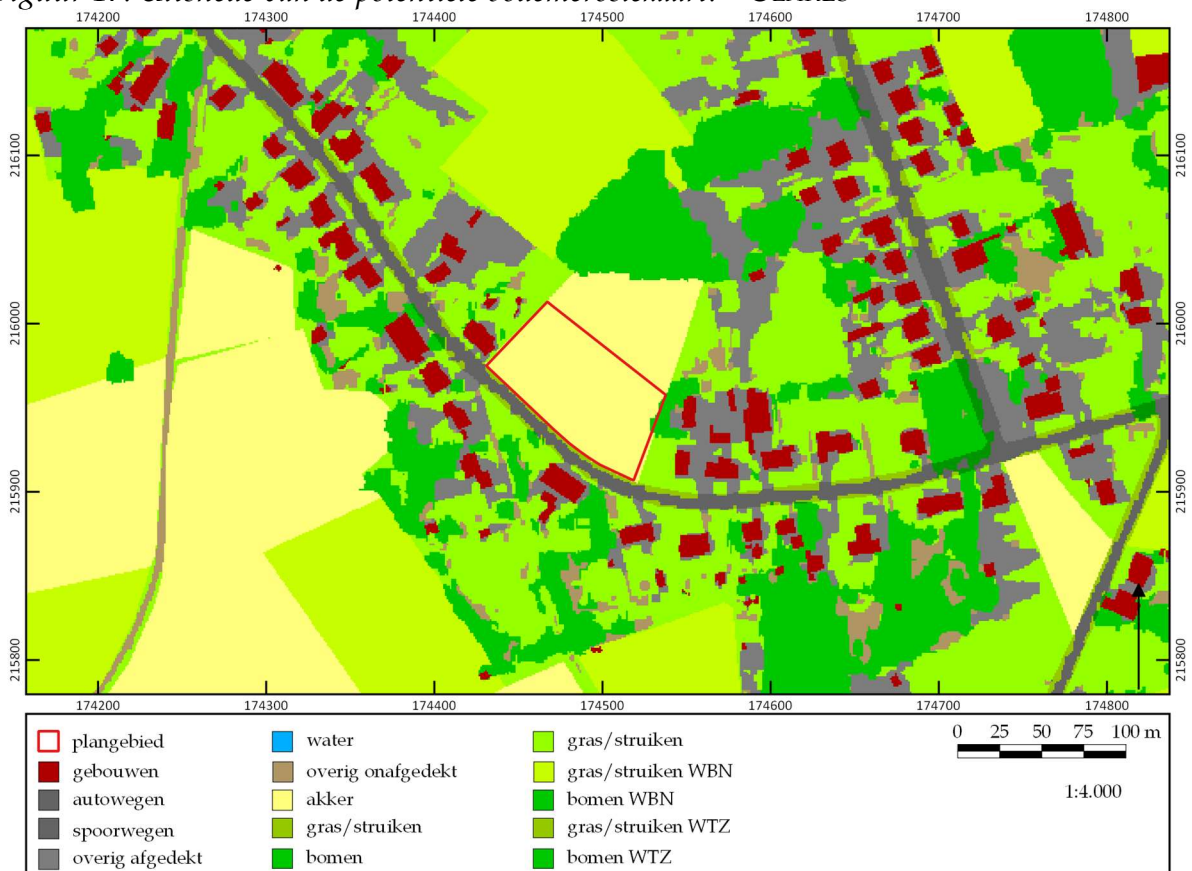 174200 174300 174400 174500 174600 174700 174800
216100 216100
216000 216000
215900 215900
215800 215800
174200 174300 174400 174500 174600 174700 174800
plangebied water gras/struiken 0 25 50 75 100 m
gebouwen overig onafgedekt gras/struiken WBN
autowegen akker bomen WBN 1:4.000
spoorwegen gras/struiken gras/struiken WTZ
overig afgedekt bomen bomen WTZ